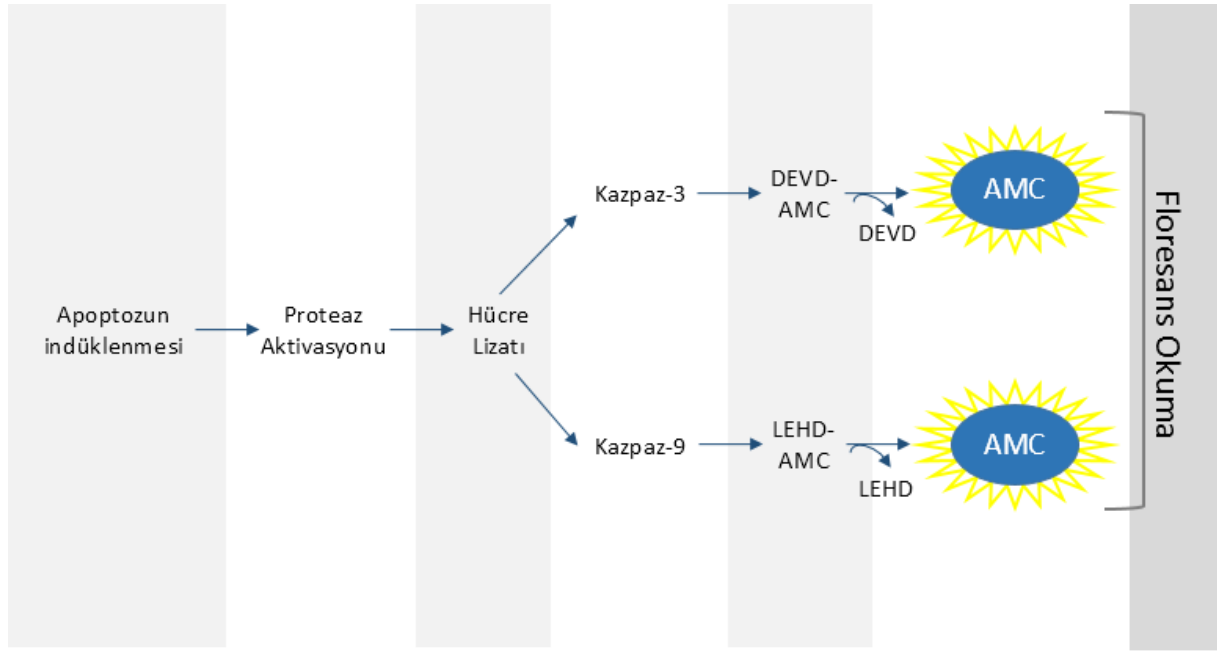 Apoptozun
indüklenmesi
Proteaz
Aktivasyonu
Hücre
Lizatı
Kazpaz-3
DEVD-
AMC
DEVD
AMC
Kazpaz-9
LEHD-
AMC
LEHD
AMC
Floresans Okuma